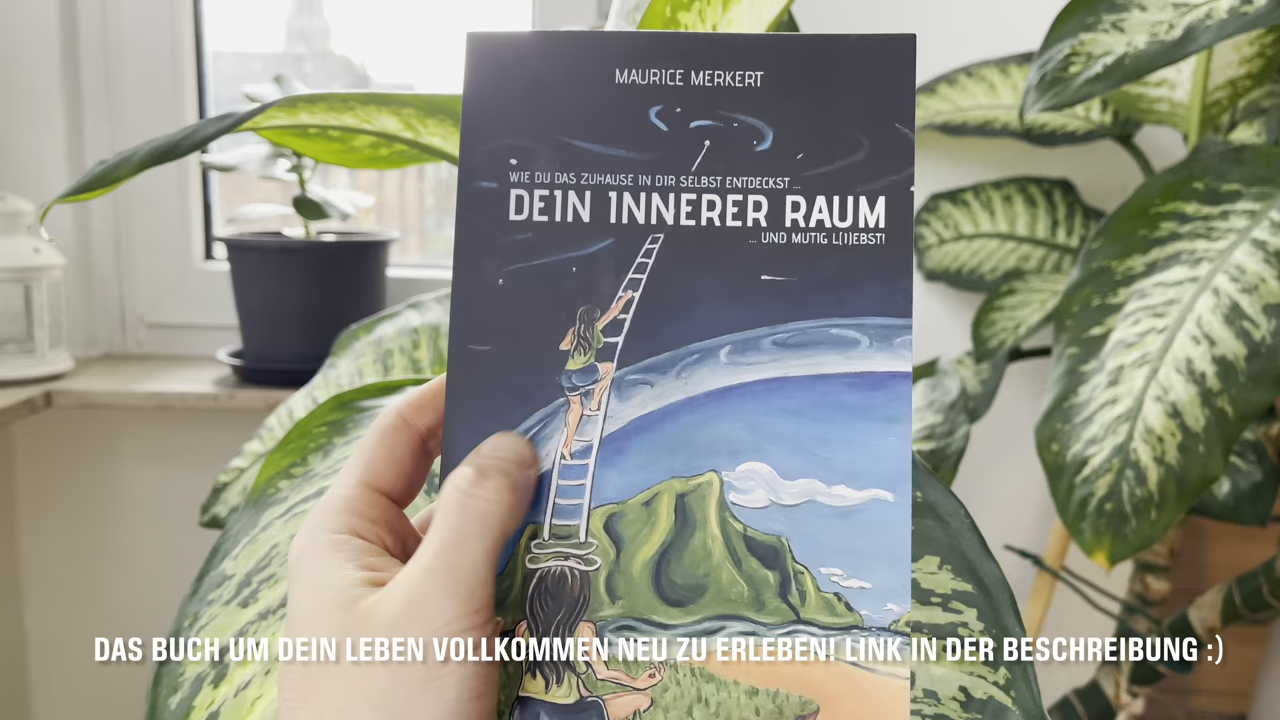 MAURICE MERKERT
WIE DU DAS ZUHAUSE IN DIR SELBST ENTDECKST ...
DEIN INNERER RAUM
... UND MUTIG L(I)EBST!
DAS BUCH UM DEIN LEBEN VOLLKOMMEN NEU ZU ERLEBEN! LINK IN DER BESCHREIBUNG :)